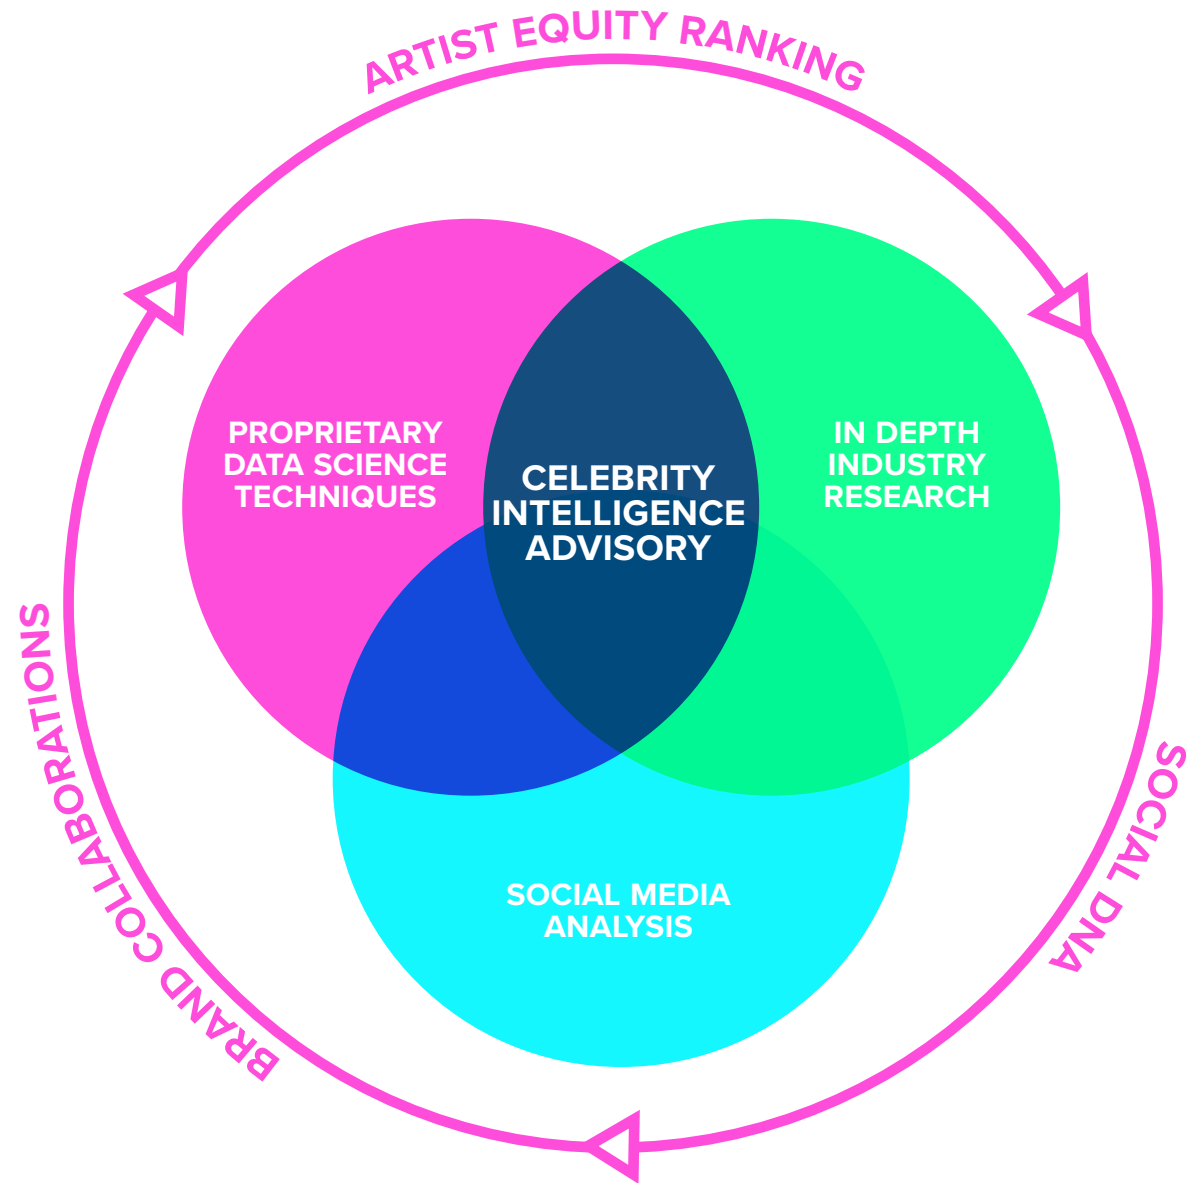 ARTIST EQUITY RANKING
PROPRIETARY
DATA SCIENCE
TECHNIQUES
CELEBRITY
INTELLIGENCE
ADVISORY
IN DEPTH
INDUSTRY
RESEARCH
SOCIAL MEDIA
ANALYSIS
SOCIAL DNA
BRAND COLLABORATIONS